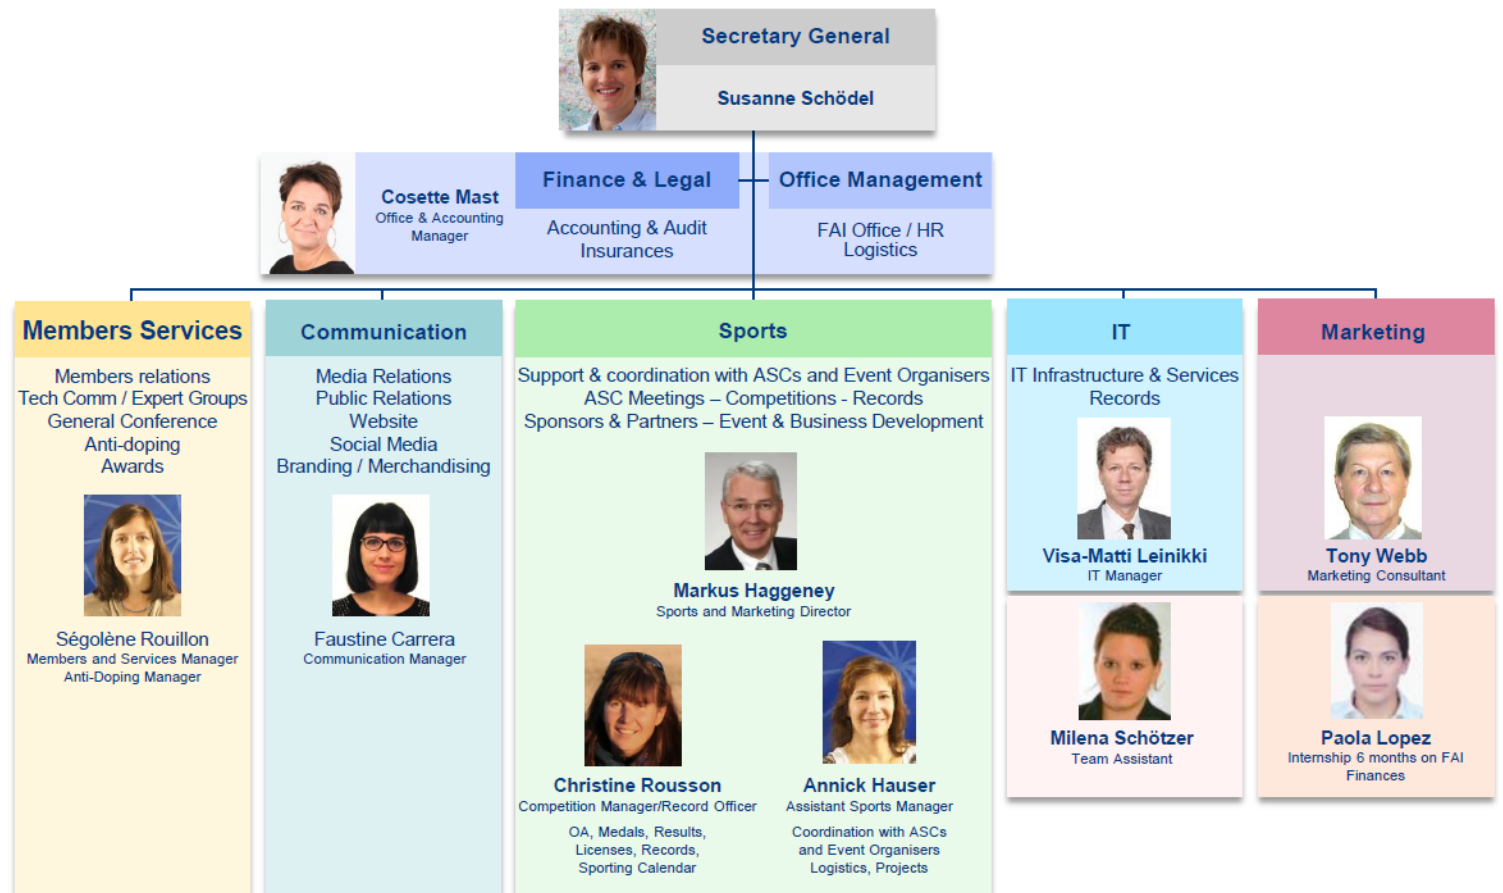 Secretary General
Susanne Schödel
Cosette Mast
Office & Accounting
Manager
Finance & Legal
Accounting & Audit
Insurances
Office Management
FAI Office / HR
Logistics
Members Services
Members relations
Tech Comm / Expert Groups
General Conference
Anti-doping
Awards
Ségolène Rouillon
Members and Services Manager
Anti-Doping Manager
Communication
Media Relations
Public Relations
Website
Social Media
Branding / Merchandising
Faustine Carrera
Communication Manager
Sports
Support & coordination with ASCs and Event Organisers
ASC Meetings – Competitions - Records
Sponsors & Partners – Event & Business Development
Markus Haggeney
Sports and Marketing Director
Christine Rousson
Competition Manager/Record Officer
OA, Medals, Results,
Licenses, Records,
Sporting Calendar
Annick Hauser
Assistant Sports Manager
Coordination with ASCs
and Event Organisers
Logistics, Projects
IT
IT Infrastructure & Services
Records
Visa-Matti Leinikki
IT Manager
Milena Schötzer
Team Assistant
Marketing
Tony Webb
Marketing Consultant
Paola Lopez
Internship 6 months on FAI
Finances